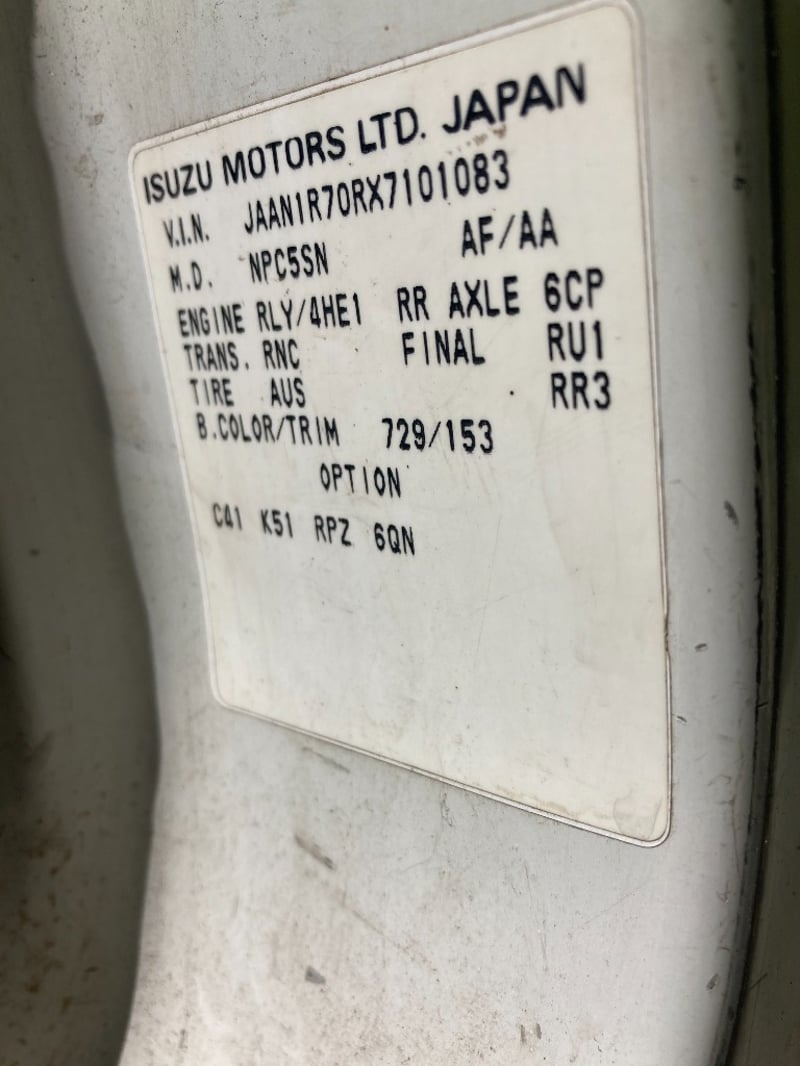 ISUZU MOTORS LTD. JAPAN
V.I.N. JAAN1R70RX7101083
M.D. NPC5SN AF/AA
ENGINE RLY/4HE1 RR AXLE 6CP
TRANS. RNC FINAL RU1
TIRE AUS RR3
B.COLOR/TRIM 729/153
OPTION
C41 K51 RPZ 6QN